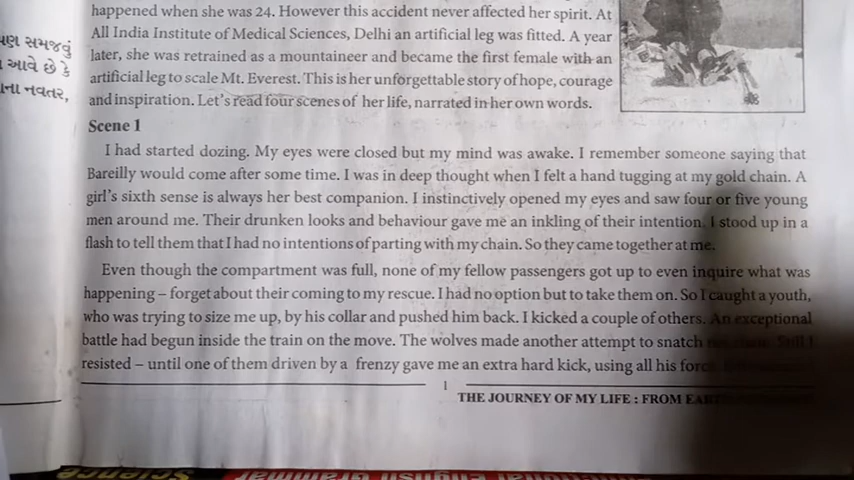 happened when she was 24. However this accident never affected her spirit. At
All India Institute of Medical Sciences, Delhi an artificial leg was fitted. A year
later, she was retrained as a mountaineer and became the first female with an
artificial leg to scale Mt. Everest. This is her unforgettable story of hope, courage
and inspiration. Let's read four scenes of her life, narrated in her own words.
સમજવું
આવે છે કે
નવતર,
Scene 1
I had started dozing. My eyes were closed but my mind was awake. I remember someone saying that
Bareilly would come after some time. I was in deep thought when I felt a hand tugging at my gold chain. A
girl's sixth sense is always her best companion. I instinctively opened my eyes and saw four or five young
men around me. Their drunken looks and behaviour gave me an inkling of their intention. I stood up in a
flash to tell them that I had no intentions of parting with my chain. So they came together at me.
Even though the compartment was full, none of my fellow passengers got up to even inquire what was
happening – forget about their coming to my rescue. I had no option but to take them on. So I caught a youth,
who was trying to size me up, by his collar and pushed him back. I kicked a couple of others. An exceptional
battle had begun inside the train on the move. The wolves made another attempt to snatch Still I
resisted – until one of them driven by a frenzy gave me an extra hard kick, using all his force.
1
THE JOURNEY OF MY LIFE : FROM
Science
English Grammar